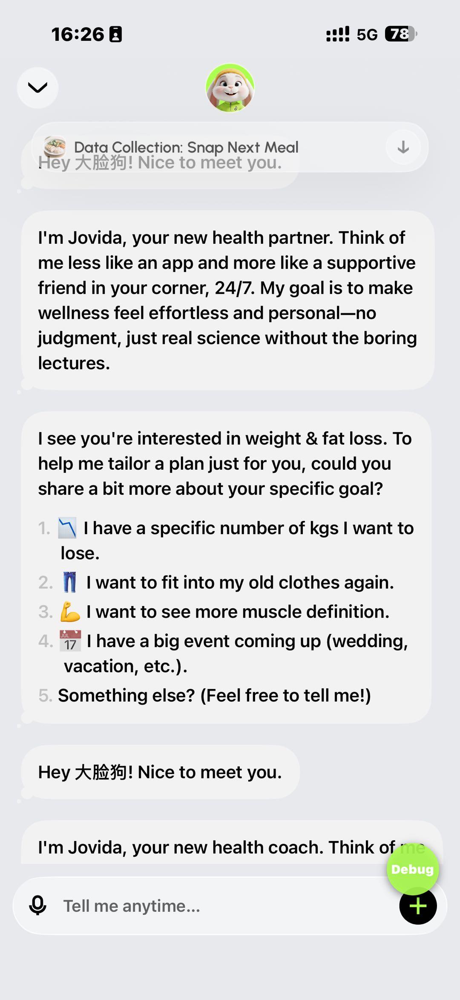 16:26
5G
78
Data Collection: Snap Next Meal
Hey 大脸狗! Nice to meet you.
I'm Jovida, your new health partner. Think of
me less like an app and more like a supportive
friend in your corner, 24/7. My goal is to make
wellness feel effortless and personal—no
judgment, just real science without the boring
lectures.
I see you're interested in weight & fat loss. To
help me tailor a plan just for you, could you
share a bit more about your specific goal?
1. 📉 I have a specific number of kgs I want to
lose.
2. 👖 I want to fit into my old clothes again.
3. 💪 I want to see more muscle definition.
4. 📅 I have a big event coming up (wedding,
vacation, etc.).
5. Something else? (Feel free to tell me!)
Hey 大脸狗! Nice to meet you.
I'm Jovida, your new health coach. Think of me
Debug
Tell me anytime...